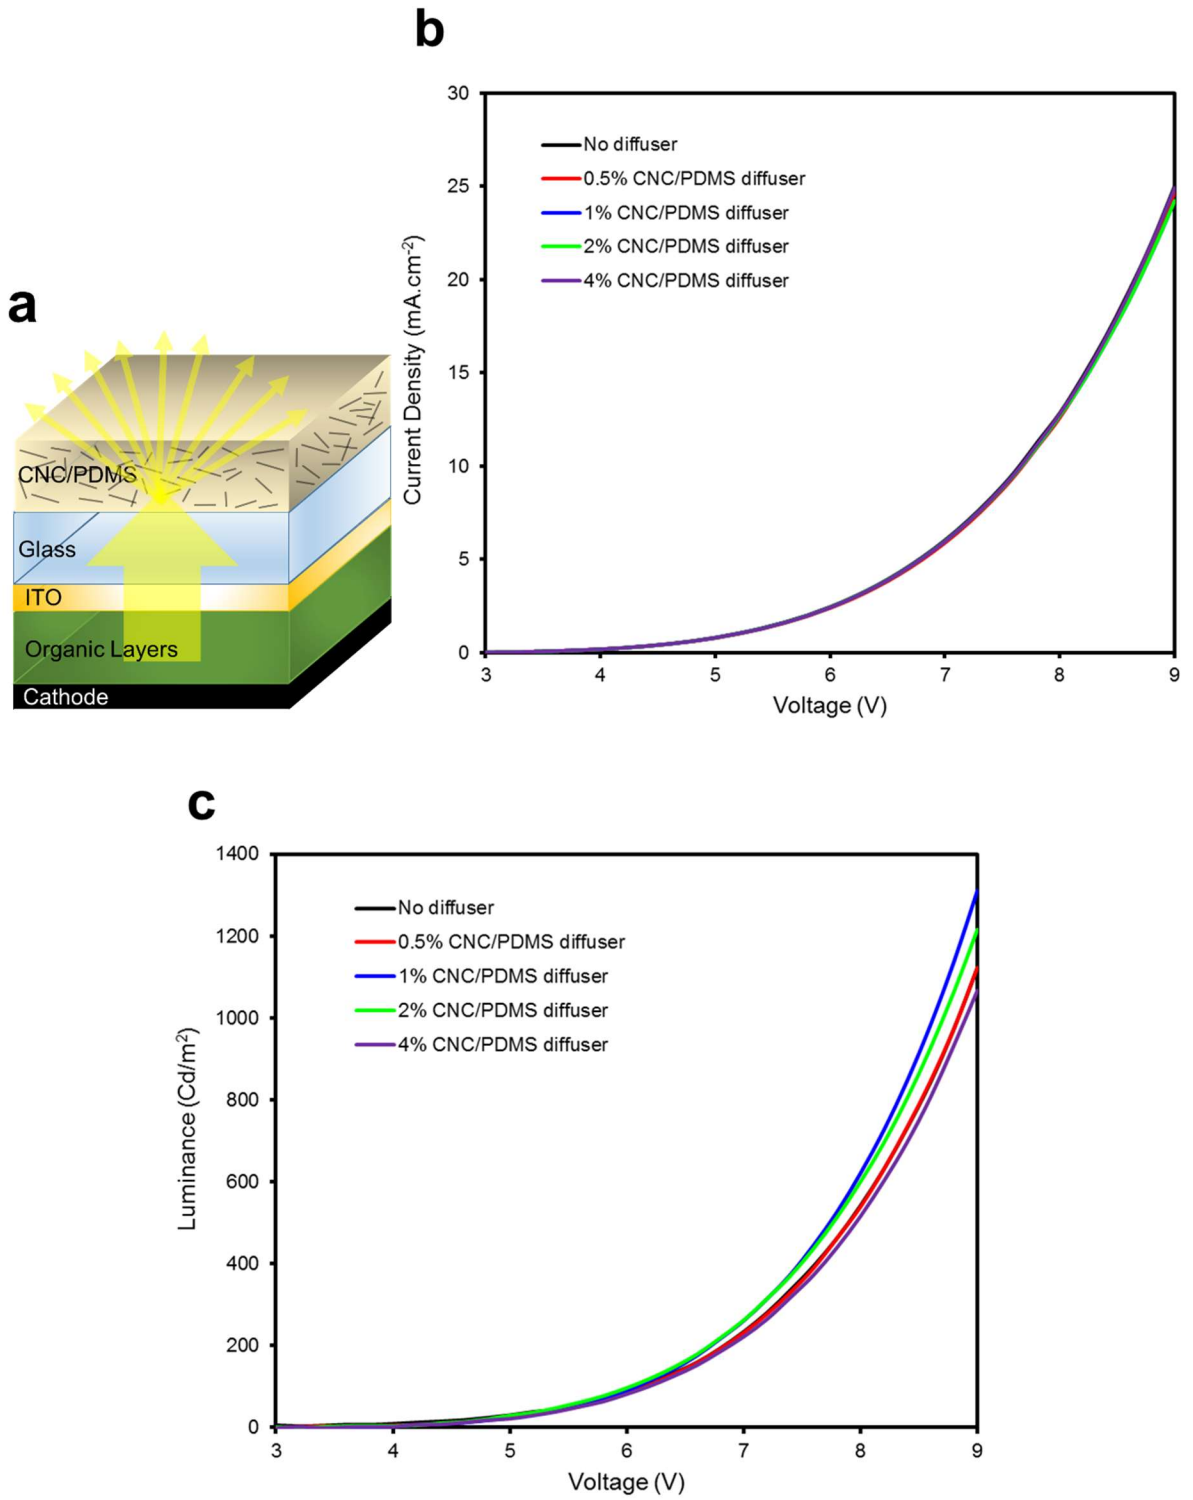 b
30
25
20
15
10
5
0
Current Density (mA.cm-2)
No diffuser
0.5% CNC/PDMS diffuser
1% CNC/PDMS diffuser
2% CNC/PDMS diffuser
4% CNC/PDMS diffuser
3 4 5 6 7 8 9
Voltage (V)
a
CNC/PDMS
Glass
ITO
Organic Layers
Cathode
c
1400
1200
1000
800
600
400
200
0
Luminance (Cd/m2)
No diffuser
0.5% CNC/PDMS diffuser
1% CNC/PDMS diffuser
2% CNC/PDMS diffuser
4% CNC/PDMS diffuser
3 4 5 6 7 8 9
Voltage (V)